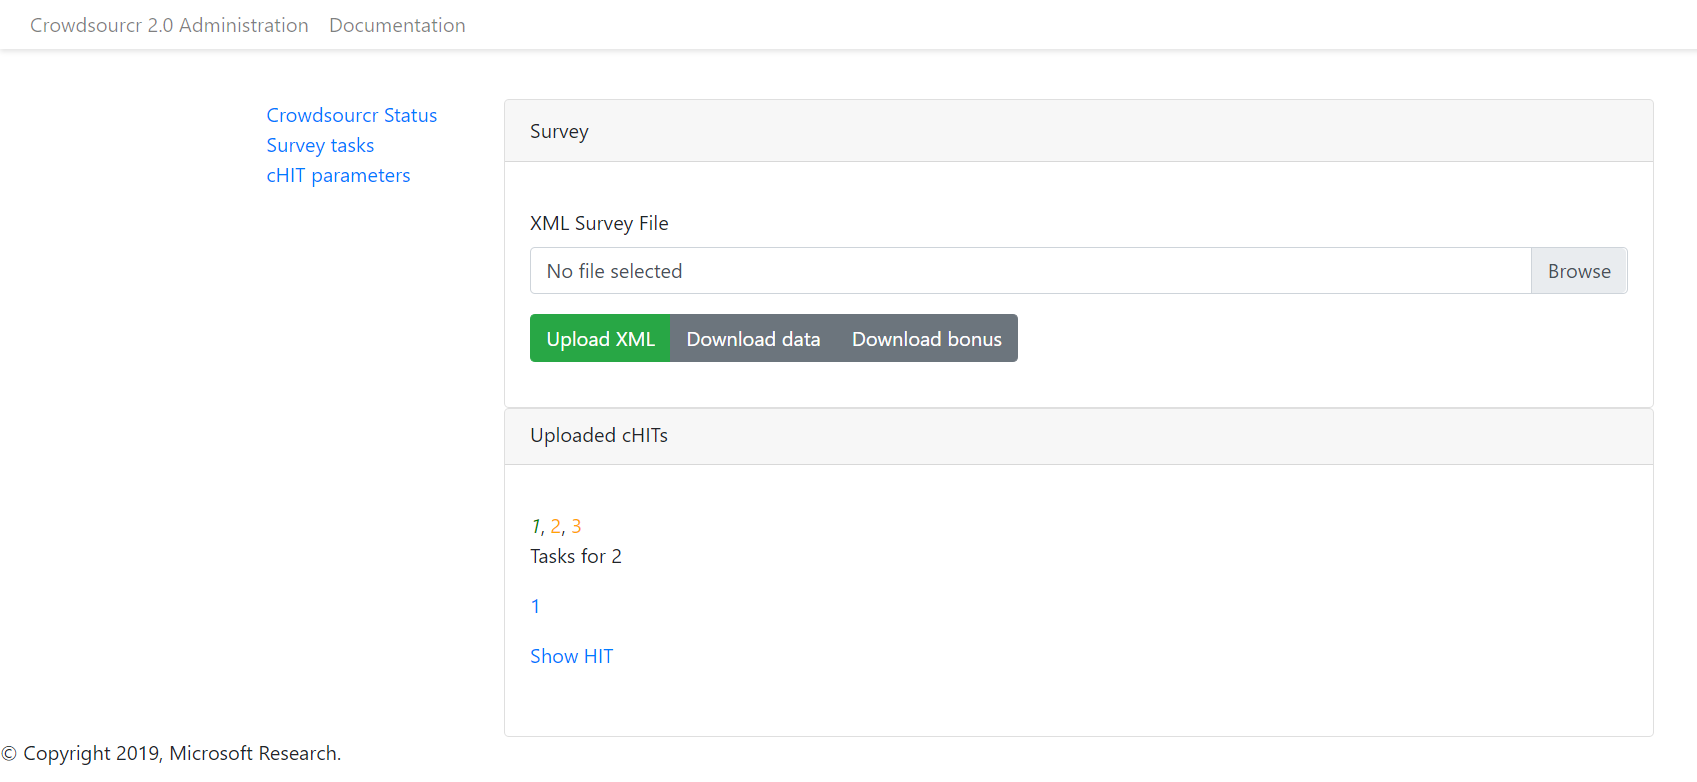 Crowdsourcr 2.0 Administration Documentation
Crowdsourcr Status
Survey tasks
cHIT parameters
Survey
XML Survey File
No file selected Browse
Upload XML Download data Download bonus
Uploaded cHITs
1, 2, 3
Tasks for 2
1
Show HIT
© Copyright 2019, Microsoft Research.